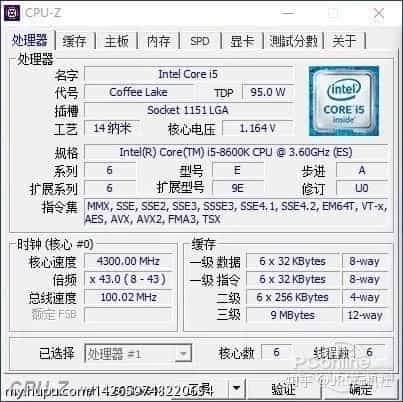 CPU-Z
处理器 缓存 主板 内存 SPD 显卡 测試分數 关于
处理器
名字 Intel Core i5
代号 Coffee Lake TDP 95.0 W
插槽 Socket 1151 LGA
工艺 14 纳米 核心电压 1.164 V
intel CORE i5 inside
规格 Intel(R) Core(TM) i5-8600K CPU @ 3.60GHz (ES)
系列 6 型号 E 步进 A
扩展系列 6 扩展型号 9E 修订 U0
指令集 MMX, SSE, SSE2, SSE3, SSSE3, SSE4.1, SSE4.2, EM64T, VT-x,
AES, AVX, AVX2, FMA3, TSX
时钟 (核心 #0) 缓存
核心速度 4300.00 MHz 一级 数据 6 x 32 KBytes 8-way
倍频 x 43.0 ( 8 - 43 ) 一级 指令 6 x 32 KBytes 8-way
总线速度 100.02 MHz 二级 6 x 256 KBytes 4-way
额定 FSB 三级 9 MBytes 12-way
已选择 处理器 #1 核心数 6 线程数 6
PConline
CPU-Z 工具 验证 确定